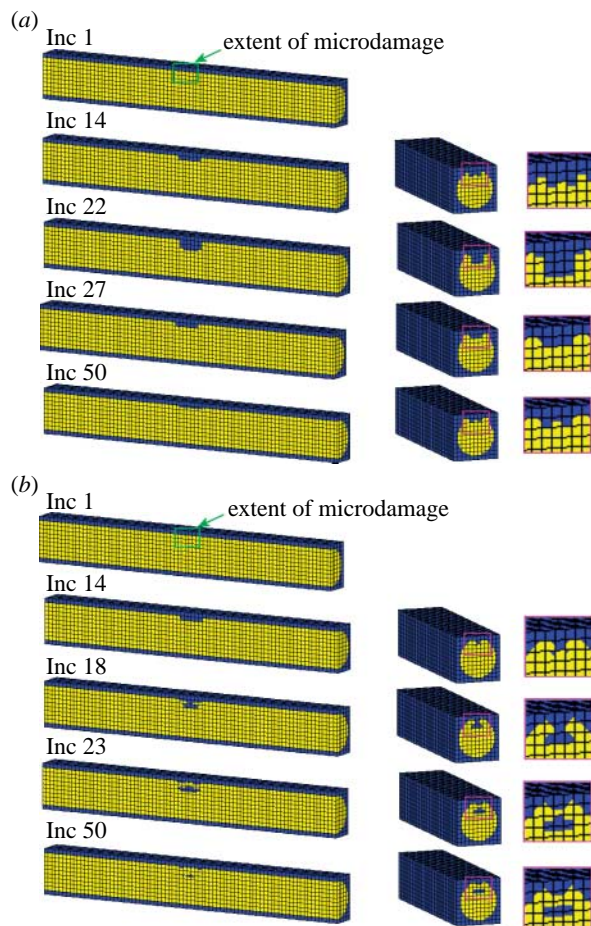 (a)
Inc 1
extent of microdamage
Inc 14
Inc 22
Inc 27
Inc 50
(b)
Inc 1
extent of microdamage
Inc 14
Inc 18
Inc 23
Inc 50